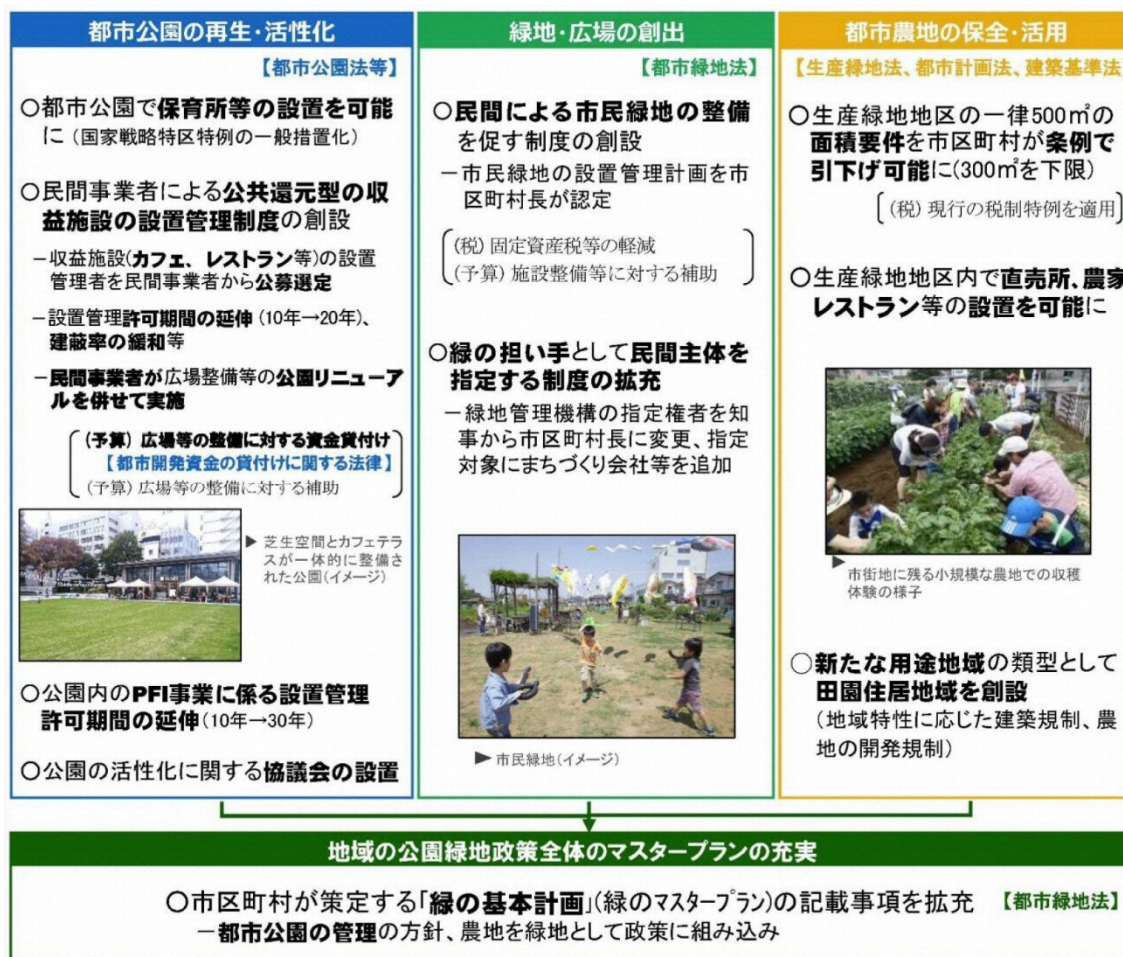 都市公園の再生・活性化
【都市公園法等】
○都市公園で保育所等の設置を可能
に（国家戦略特区特例の一般措置化）
○民間事業者による公共還元型の収
益施設の設置管理制度の創設
－収益施設(カフェ、レストラン等)の設置
管理者を民間事業者から公募選定
－設置管理許可期間の延伸(10年→20年)、
建蔽率の緩和等
－民間事業者が広場整備等の公園リニューア
ルを併せて実施
(予算) 広場等の整備に対する資金貸付け
【都市開発資金の貸付けに関する法律】
(予算) 広場等の整備に対する補助
▶ 芝生空間とカフェテラ
スが一体的に整備さ
れた公園(イメージ)
○公園内のPFI事業に係る設置管理
許可期間の延伸(10年→30年)
○公園の活性化に関する協議会の設置
緑地・広場の創出
【都市緑地法】
○民間による市民緑地の整備
を促す制度の創設
－市民緑地の設置管理計画を市
区町村長が認定
(税) 固定資産税等の軽減
(予算) 施設整備等に対する補助
○緑の担い手として民間主体を
指定する制度の拡充
－緑地管理機構の指定権者を知
事から市区町村長に変更、指定
対象にまちづくり会社等を追加
▶ 市民緑地(イメージ)
都市農地の保全・活用
【生産緑地法、都市計画法、建築基準法】
○生産緑地地区の一律500㎡の
面積要件を市区町村が条例で
引下げ可能に(300㎡を下限)
(税) 現行の税制特例を適用
○生産緑地地区内で直売所、農家
レストラン等の設置を可能に
▶ 市街地に残る小規模な農地での収穫
体験の様子
○新たな用途地域の類型として
田園住居地域を創設
(地域特性に応じた建築規制、農
地の開発規制)
地域の公園緑地政策全体のマスタープランの充実
○市区町村が策定する「緑の基本計画」(緑のマスタープラン)の記載事項を拡充 【都市緑地法】
－都市公園の管理の方針、農地を緑地として政策に組み込み